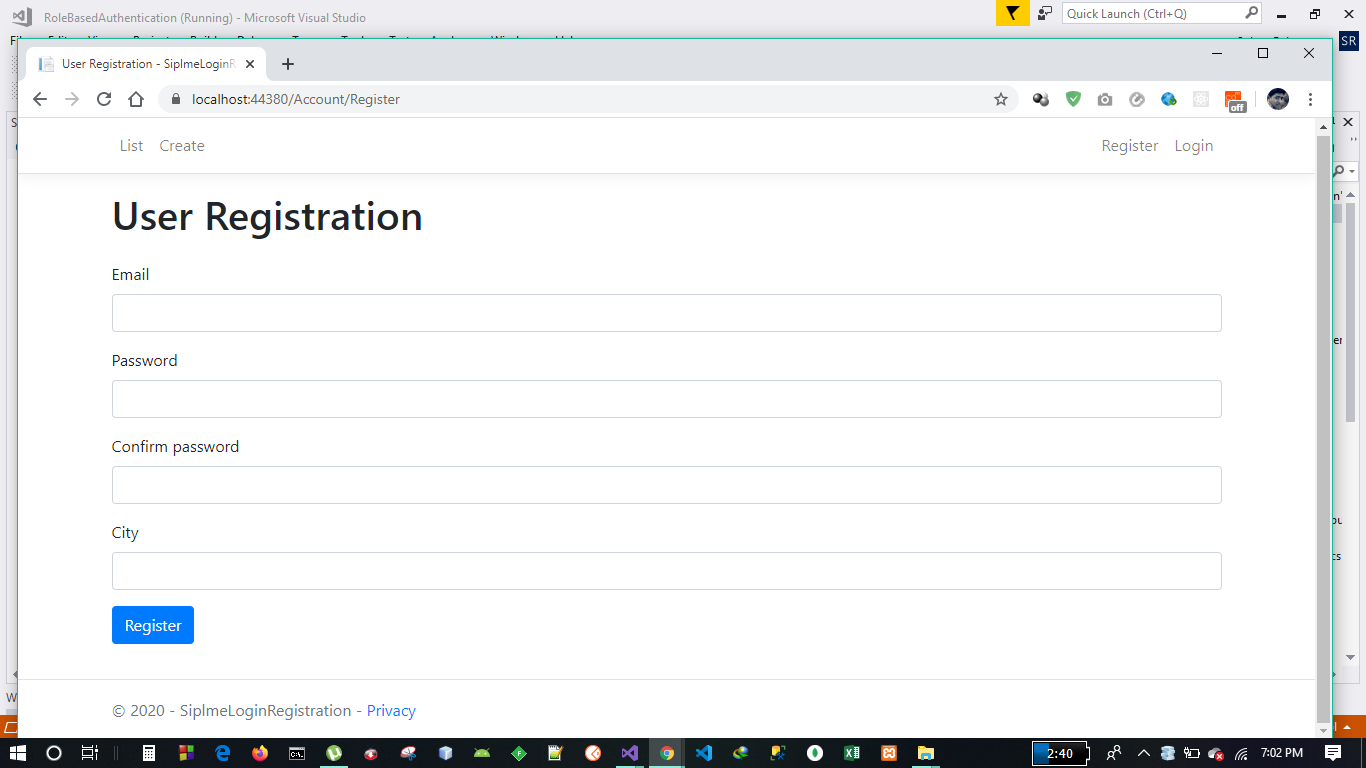 RoleBasedAuthentication (Running) - Microsoft Visual Studio
Quick Launch (Ctrl+Q)
SR
User Registration - SiplmeLoginR
localhost:44380/Account/Register
off
List Create Register Login
User Registration
Email
Password
Confirm password
City
Register
© 2020 - SiplmeLoginRegistration - Privacy
2:40
7:02 PM